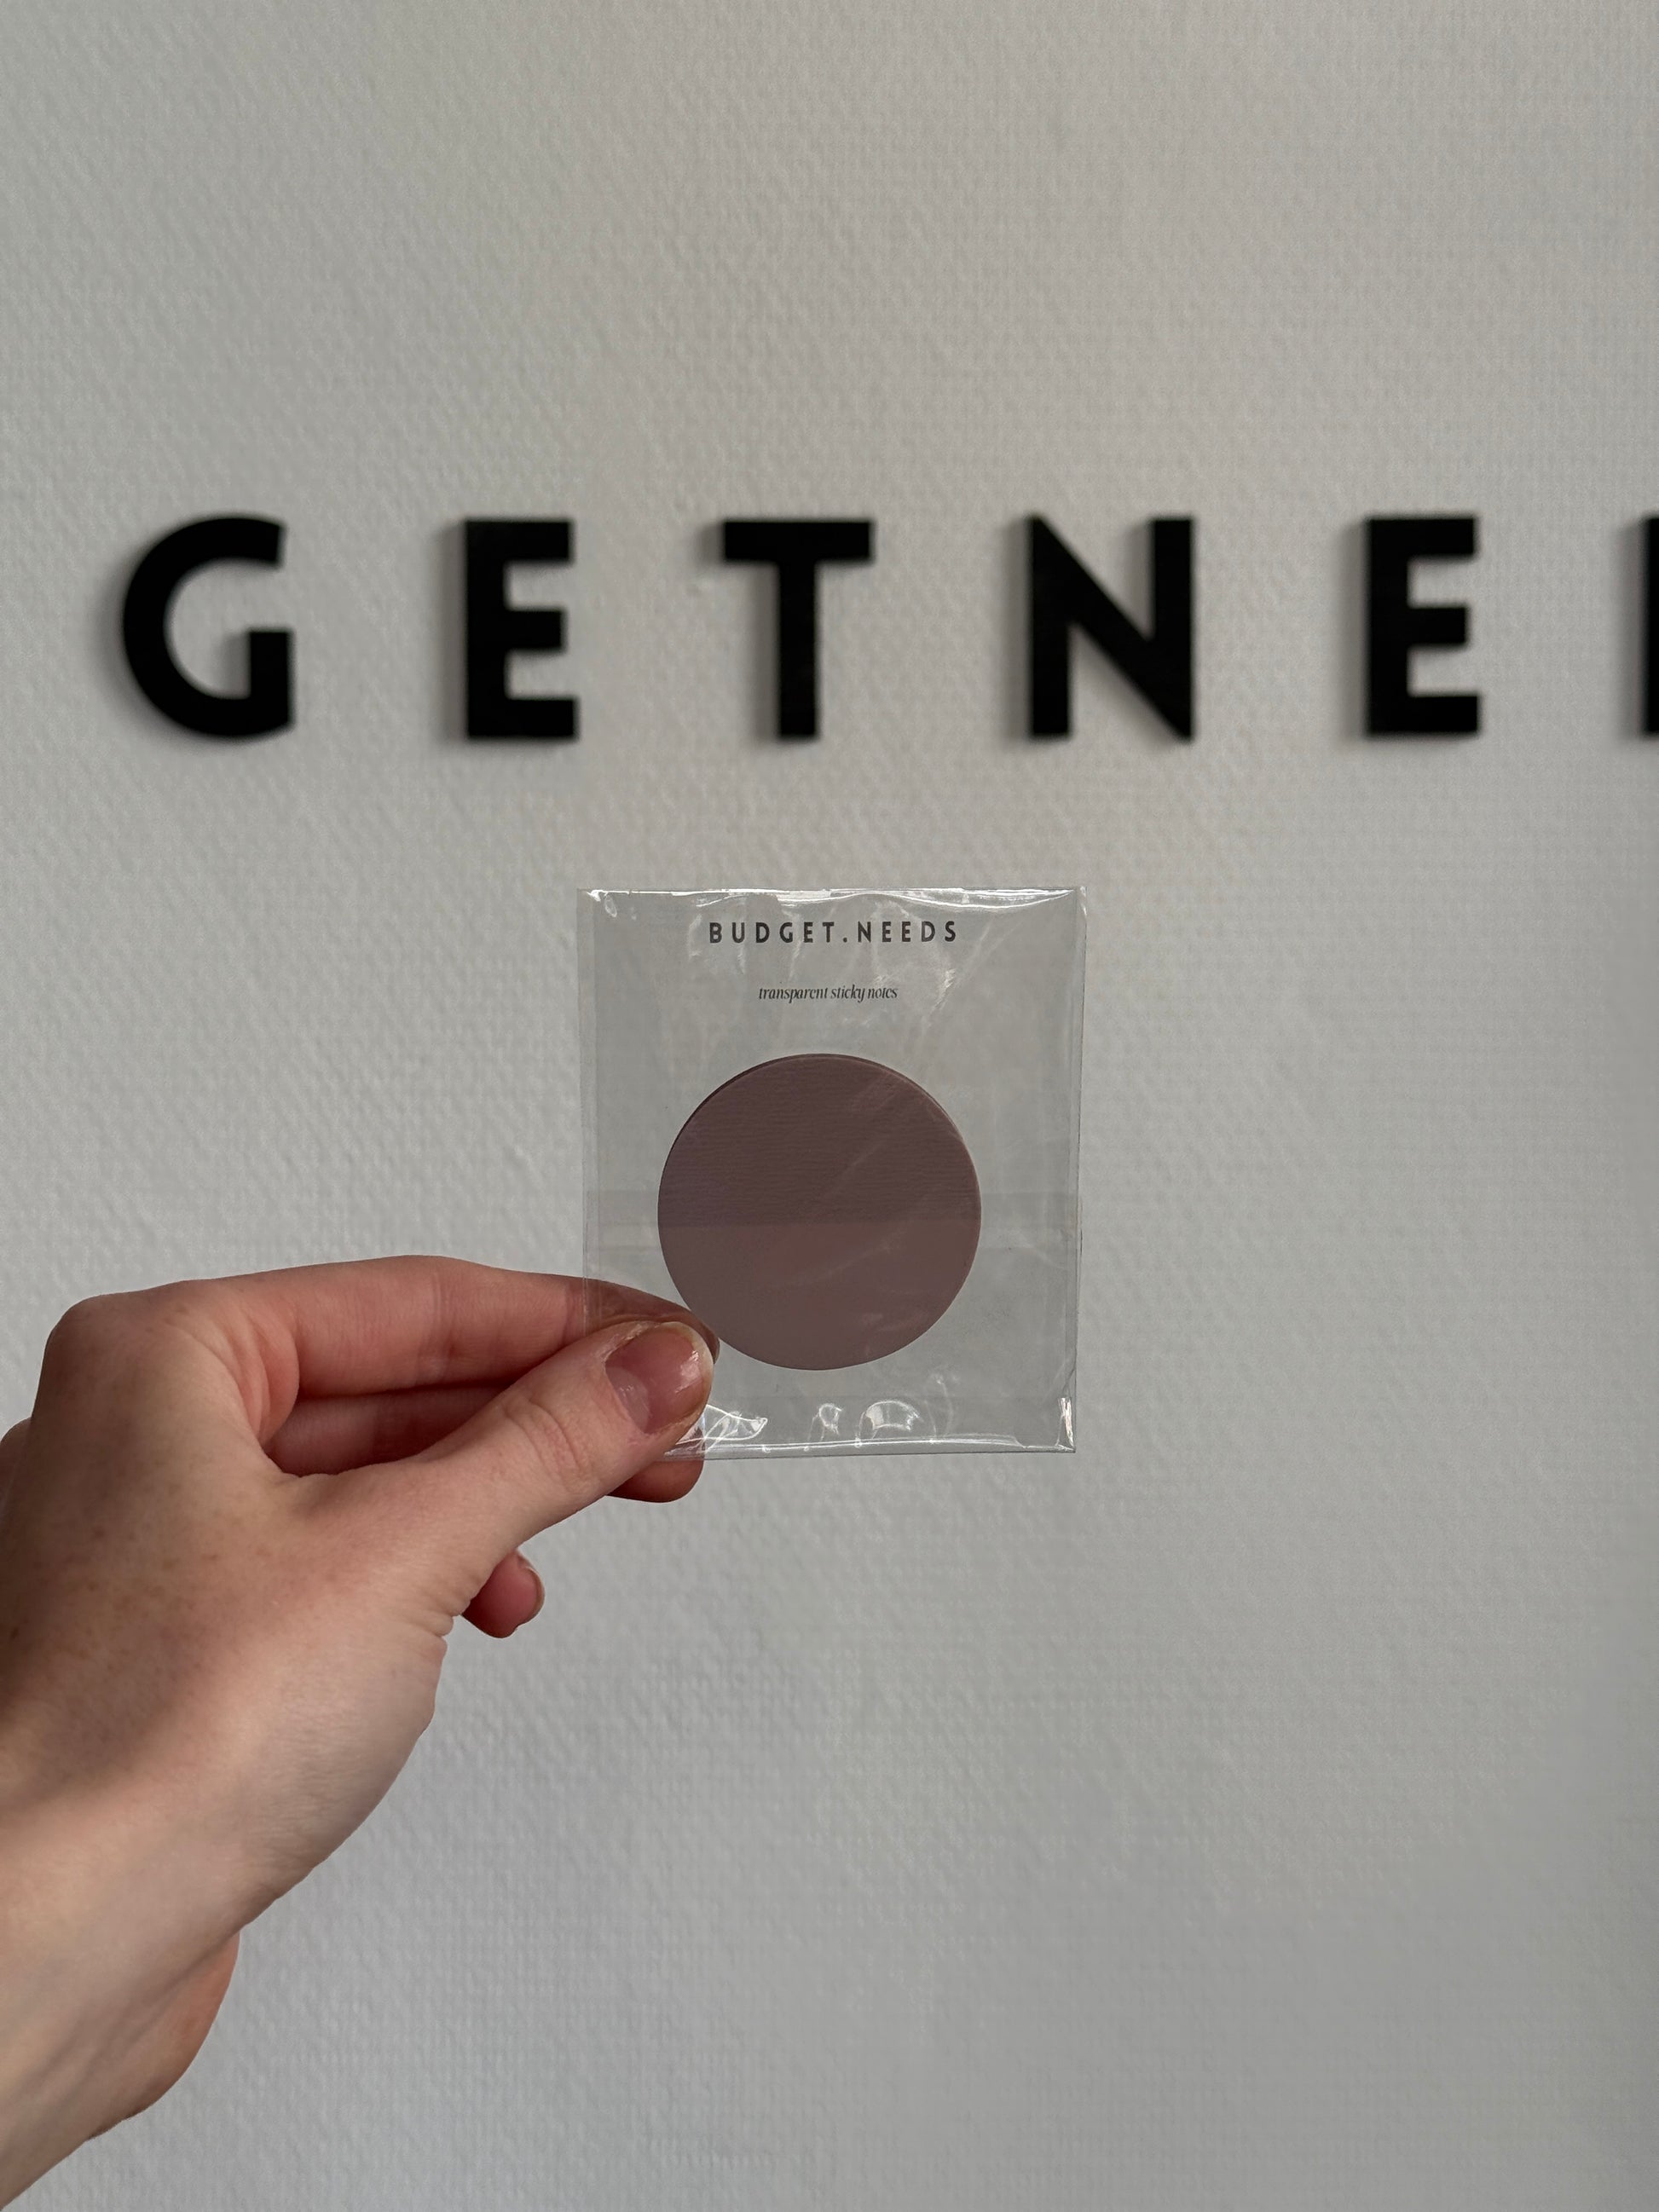 GETNE
BUDGET.NEEDS
transparent sticky notes